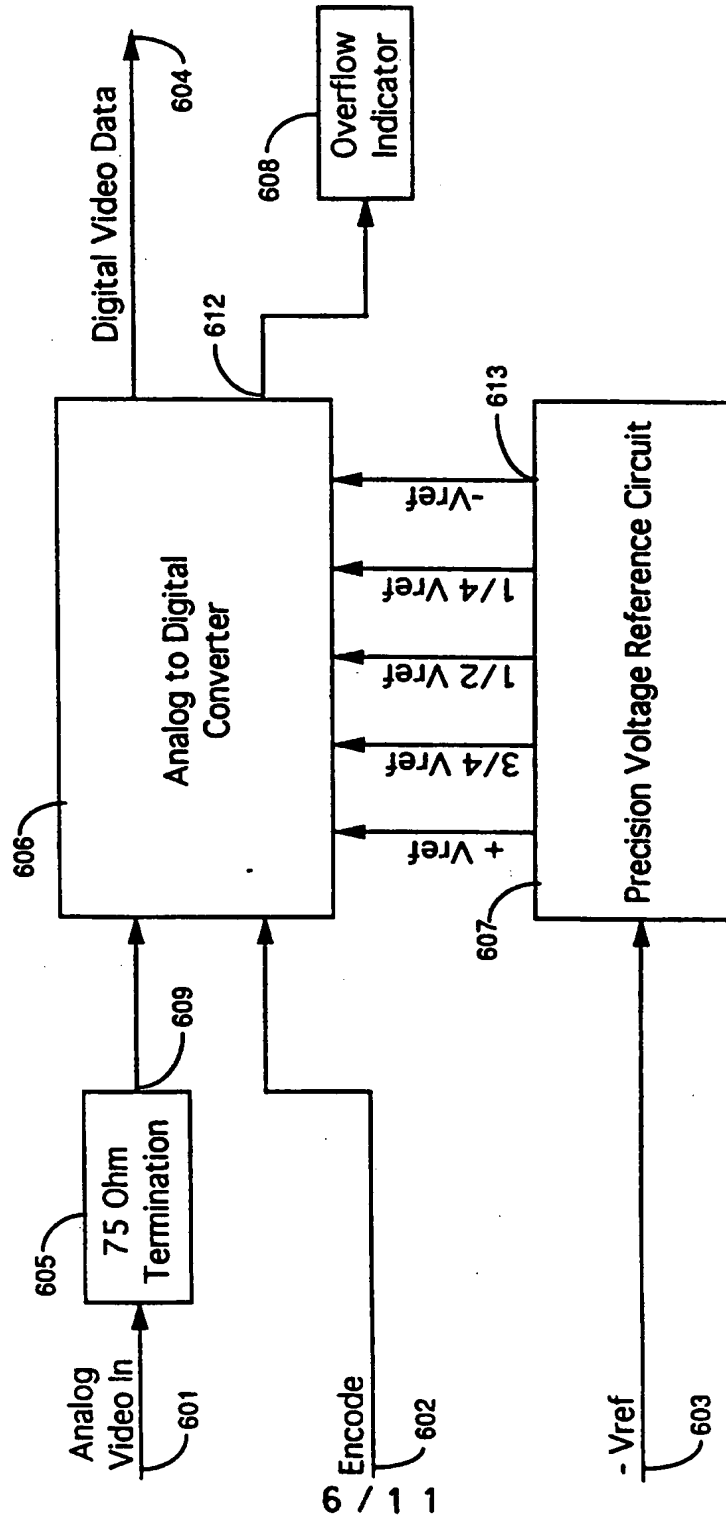 Analog
Video In
601
605
75 Ohm
Termination
609
606
Analog to Digital
Converter
Digital Video Data
604
612
608
Overflow
Indicator
Encode
602
+ Vref
3/4 Vref
1/2 Vref
1/4 Vref
-Vref
613
- Vref
603
607
Precision Voltage Reference Circuit
6 / 11